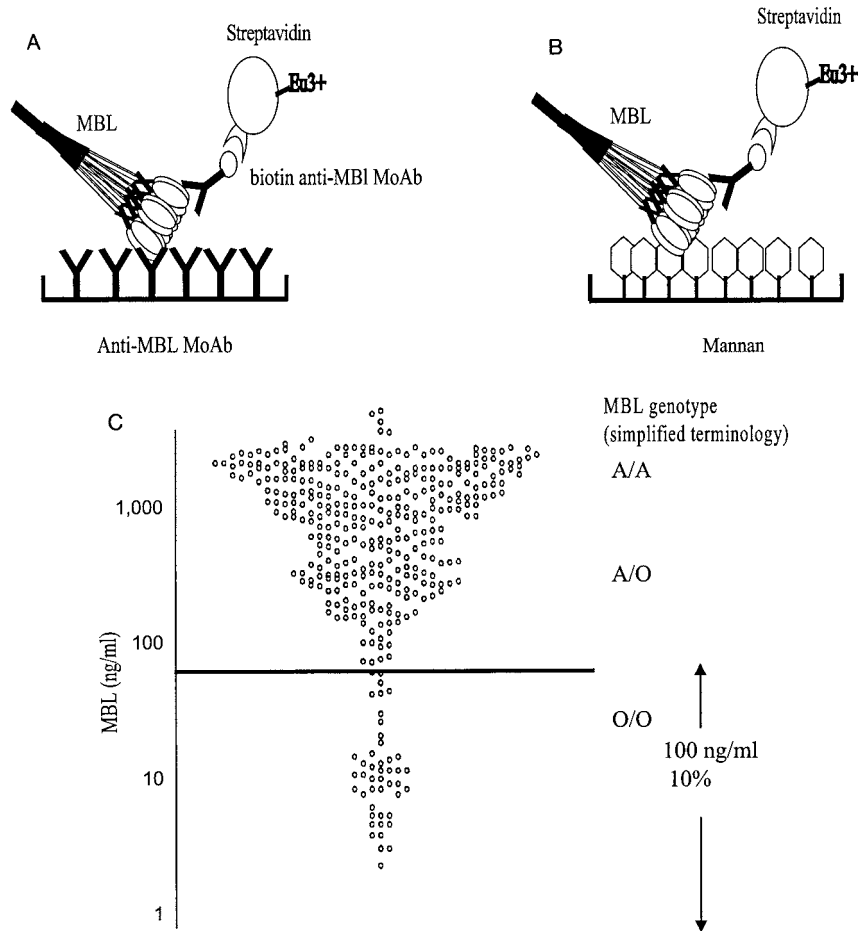 A
Streptavidin
Eu3+
MBL
biotin anti-MBl MoAb
Anti-MBL MoAb
B
Streptavidin
Eu3+
MBL
Mannan
C
MBL genotype
(simplified terminology)
A/A
1,000
A/O
100
MBL (ng/ml)
O/O
100 ng/ml
10%
10
1